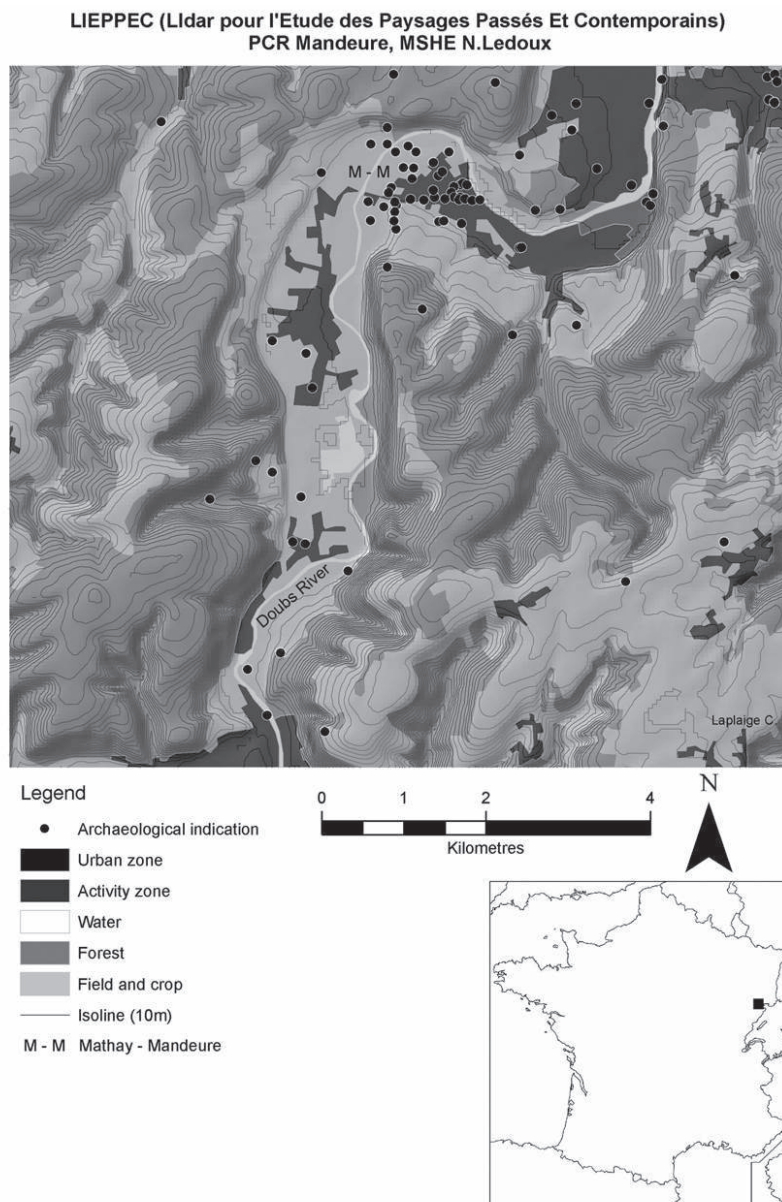 LIEPPEC (LIdar pour l'Etude des Paysages Passés Et Contemporains)
PCR Mandeure, MSHE N.Ledoux
M - M
Doubs River
Laplaige C.
Legend
Archaeological indication
Urban zone
Activity zone
Water
Forest
Field and crop
Isoline (10m)
M - M Mathay - Mandeure
0 1 2 4
Kilometres
N